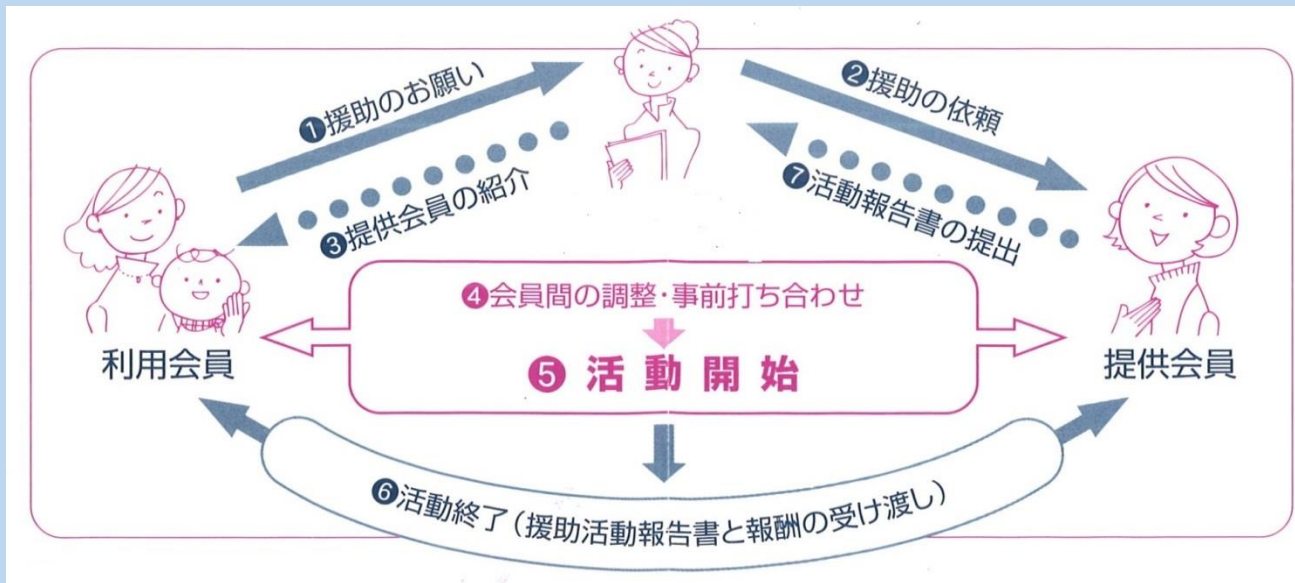 ❶援助のお願い
❷援助の依頼
❸提供会員の紹介
❼活動報告書の提出
❹会員間の調整・事前打ち合わせ
❺活動開始
利用会員
提供会員
❻活動終了(援助活動報告書と報酬の受け渡し)